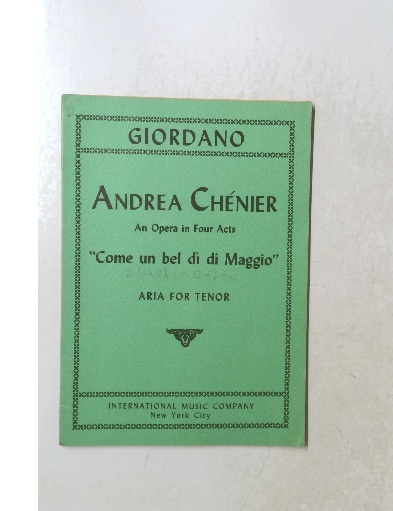 GIORDANO
ANDREA CHÉNIER
An Opera in Four Acts
"Come un bel dì di Maggio"
ARIA FOR TENOR
INTERNATIONAL MUSIC COMPANY
New York City